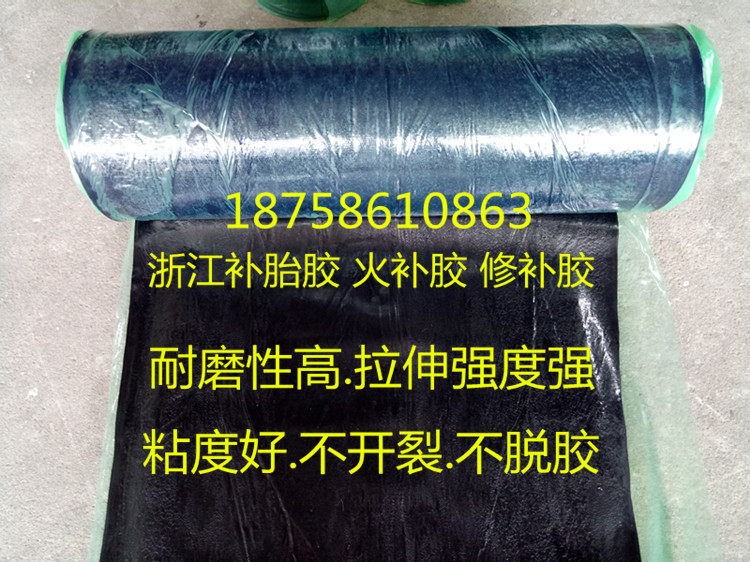 18758610863
浙江补胎胶 火补胶 修补胶
耐磨性高.拉伸强度强
粘度好.不开裂.不脱胶